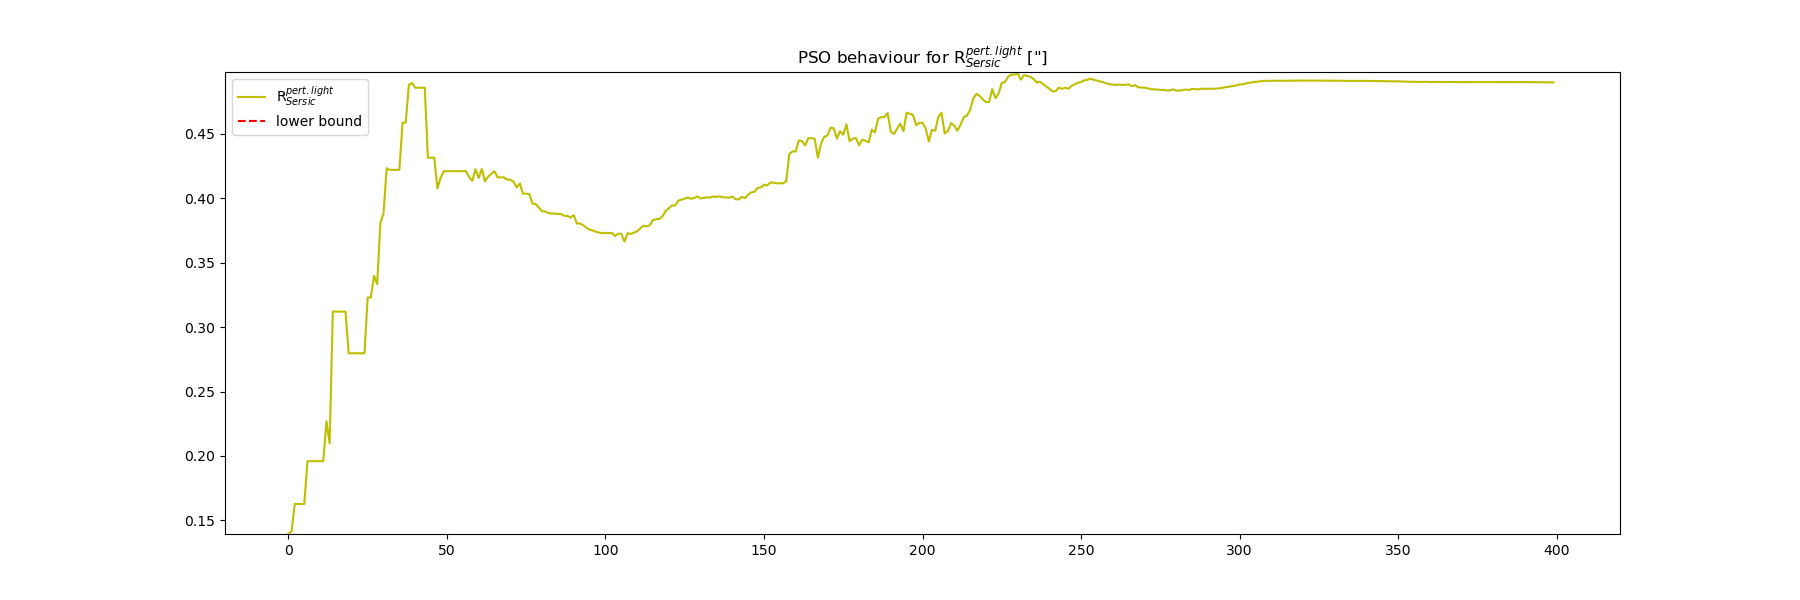 PSO behaviour for R$_{Sersic}^{pert.light}$ ["]
R$_{Sersic}^{pert.light}$
lower bound
0.45
0.40
0.35
0.30
0.25
0.20
0.15
0 50 100 150 200 250 300 350 400